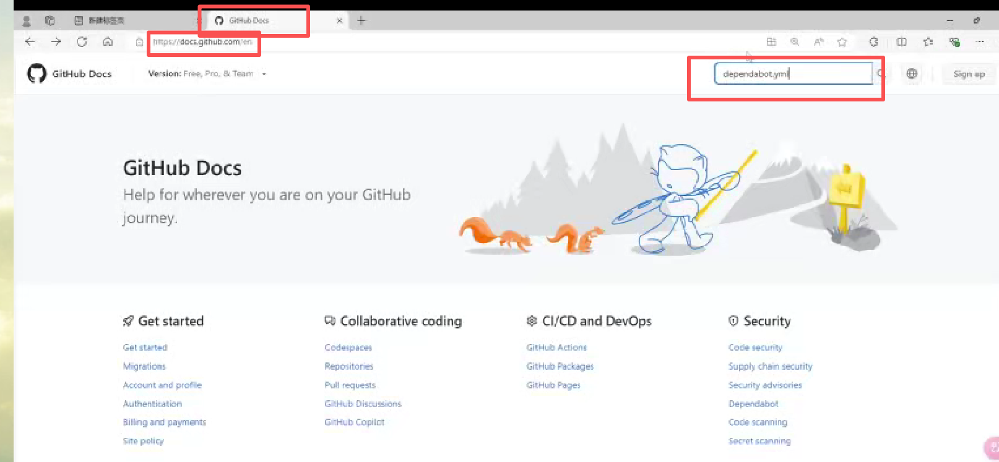 新建标签页
GitHub Docs
https://docs.github.com/en
GitHub Docs
Version: Free, Pro, & Team
dependabot.yml
Sign up
GitHub Docs
Help for wherever you are on your GitHub
journey.
Get started
Get started
Migrations
Account and profile
Authentication
Billing and payments
Site policy
Collaborative coding
Codespaces
Repositories
Pull requests
GitHub Discussions
GitHub Copilot
CI/CD and DevOps
GitHub Actions
GitHub Packages
GitHub Pages
Security
Code security
Supply chain security
Security advisories
Dependabot
Code scanning
Secret scanning